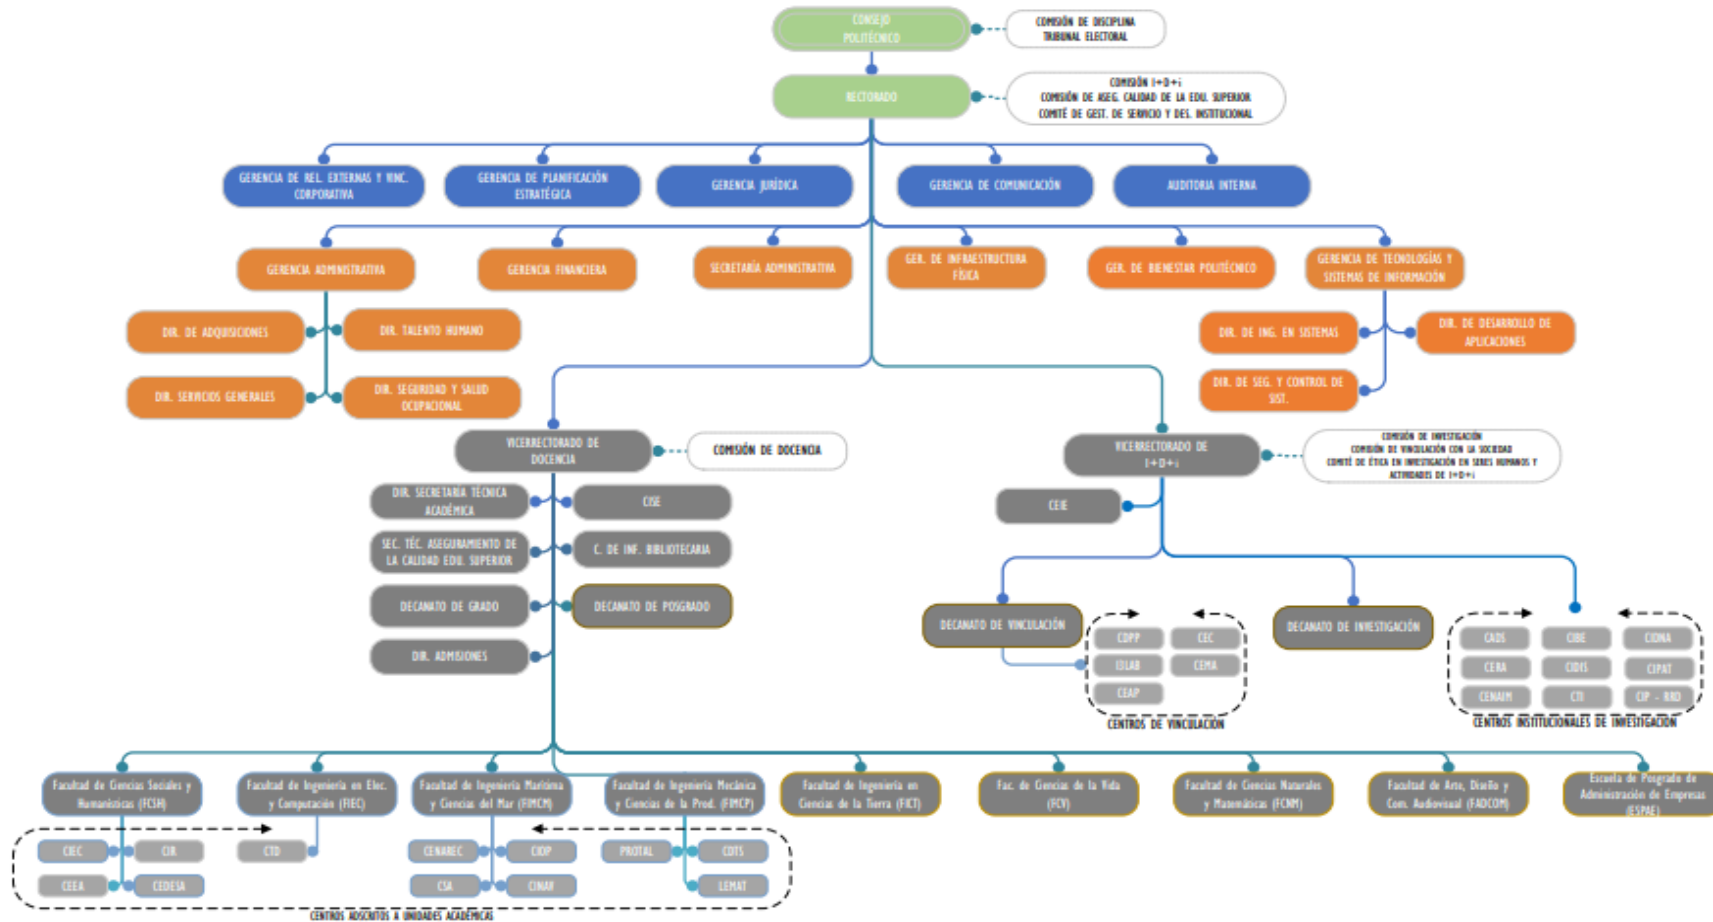 CONSEJO
POLITÉCNICO
COMISIÓN DE DISCIPLINA
TRIBUNAL ELECTORAL
RECTORADO
COMISIÓN I+D+i
COMISIÓN DE ASEG. CALIDAD DE LA EDU. SUPERIOR
COMITÉ DE GEST. DE SERVICIO Y DES. INSTITUCIONAL
GERENCIA DE REL. EXTERNAS Y VINC.
CORPORATIVA
GERENCIA DE PLANIFICACIÓN
ESTRATÉGICA
GERENCIA JURÍDICA
GERENCIA DE COMUNICACIÓN
AUDITORIA INTERNA
GERENCIA ADMINISTRATIVA
GERENCIA FINANCIERA
SECRETARÍA ADMINISTRATIVA
GER. DE INFRAESTRUCTURA
FÍSICA
GER. DE BIENESTAR POLITÉCNICO
GERENCIA DE TECNOLOGÍAS Y
SISTEMAS DE INFORMACIÓN
DIR. DE ADQUISICIONES
DIR. TALENTO HUMANO
DIR. DE ING. EN SISTEMAS
DIR. DE DESARROLLO DE
APLICACIONES
DIR. SERVICIOS GENERALES
DIR. SEGURIDAD Y SALUD
OCUPACIONAL
DIR. DE SEG. Y CONTROL DE
SIST.
VICERRECTORADO DE
DOCENCIA
COMISIÓN DE DOCENCIA
VICERRECTORADO DE
I+D+i
COMISIÓN DE INVESTIGACIÓN
COMISIÓN DE VINCULACIÓN CON LA SOCIEDAD
COMITÉ DE ÉTICA EN INVESTIGACIÓN EN SERES HUMANOS Y
ACTIVIDADES DE I+D+i
DIR. SECRETARÍA TÉCNICA
ACADÉMICA
CISE
CEIE
SEC. TÉC. ASEGURAMIENTO DE
LA CALIDAD EDU. SUPERIOR
C. DE INF. BIBLIOTECARIA
DECANATO DE GRADO
DECANATO DE POSGRADO
DIR. ADMISIONES
DECANATO DE VINCULACIÓN
CDPP
CEC
I3LAB
CEMA
CEAP
CENTROS DE VINCULACIÓN
DECANATO DE INVESTIGACIÓN
CADS
CIBE
CIDNA
CERA
CIDIS
CIPAT
CENAIM
CTI
CIP - RRD
CENTROS INSTITUCIONALES DE INVESTIGACIÓN
Facultad de Ciencias Sociales y
Humanísticas (FCSH)
Facultad de Ingeniería en Elec.
y Computación (FIEC)
Facultad de Ingeniería Marítima
y Ciencias del Mar (FIMCM)
Facultad de Ingeniería Mecánica
y Ciencias de la Prod. (FIMCP)
Facultad de Ingeniería en
Ciencias de la Tierra (FICT)
Fac. de Ciencias de la Vida
(FCV)
Facultad de Ciencias Naturales
y Matemáticas (FCNM)
Facultad de Arte, Diseño y
Com. Audiovisual (FADCOM)
Escuela de Posgrado de
Administración de Empresas
(ESPAE)
CIEC
CIR
CTD
CENAREC
CIOP
PROTAL
CDTS
CEEA
CEDESA
CSA
CINAV
LEMAT
CENTROS ADSCRITOS A UNIDADES ACADÉMICAS